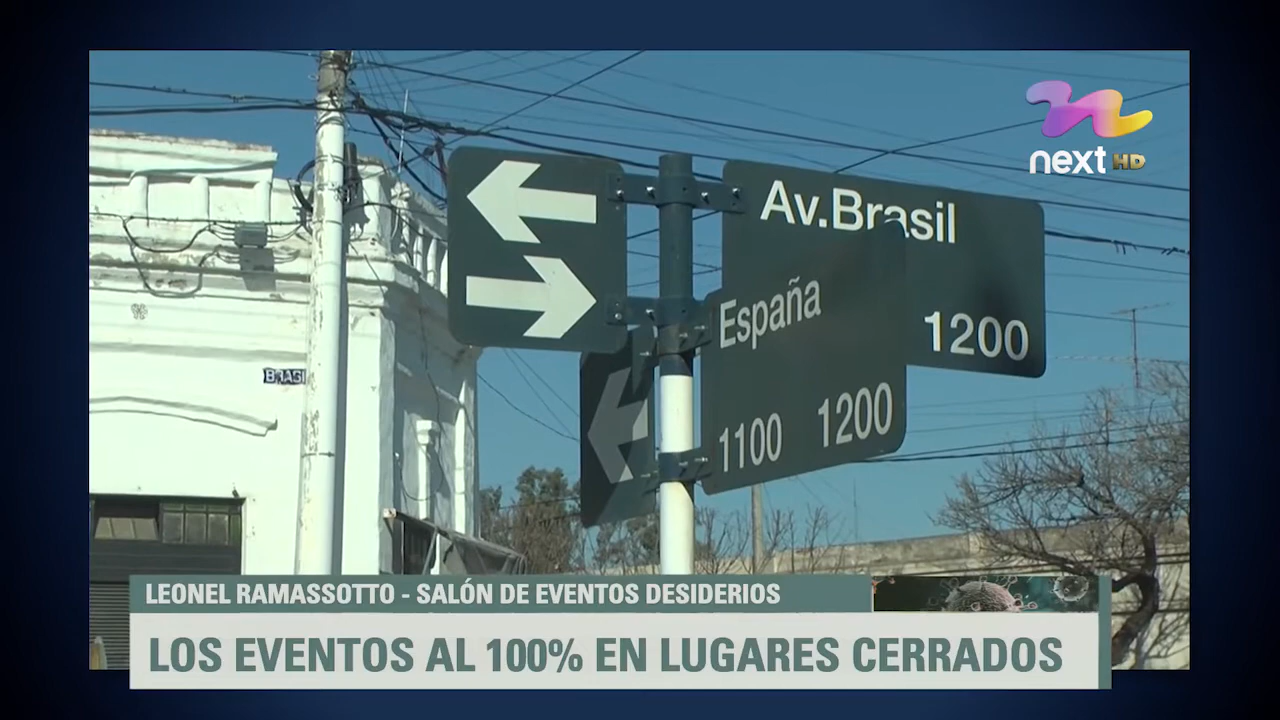 next HD
Av.Brasil
1200
España
1100 1200
BRASI
LEONEL RAMASSOTTO - SALÓN DE EVENTOS DESIDERIOS
LOS EVENTOS AL 100% EN LUGARES CERRADOS